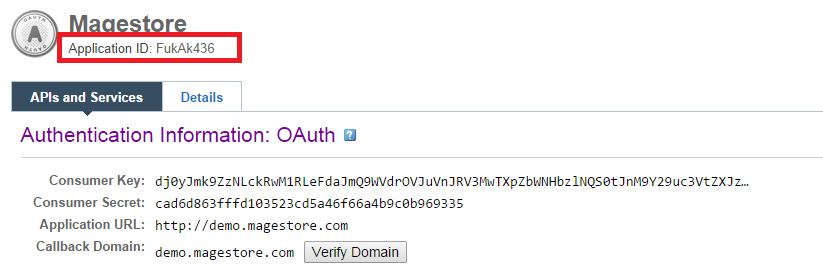 Magestore
Application ID: FukAk436
APIs and Services
Details
Authentication Information: OAuth ?
Consumer Key: dj0yJmk9ZzNLckRwM1RLeFdaJmQ9WVdrOVJuVnJRV3MwTXpZbWNHbzlNQS0tJnM9Y29uc3VtZXJz…
Consumer Secret: cad6d863fffd103523cd5a46f66a4b9c0b969335
Application URL: http://demo.magestore.com
Callback Domain: demo.magestore.com Verify Domain